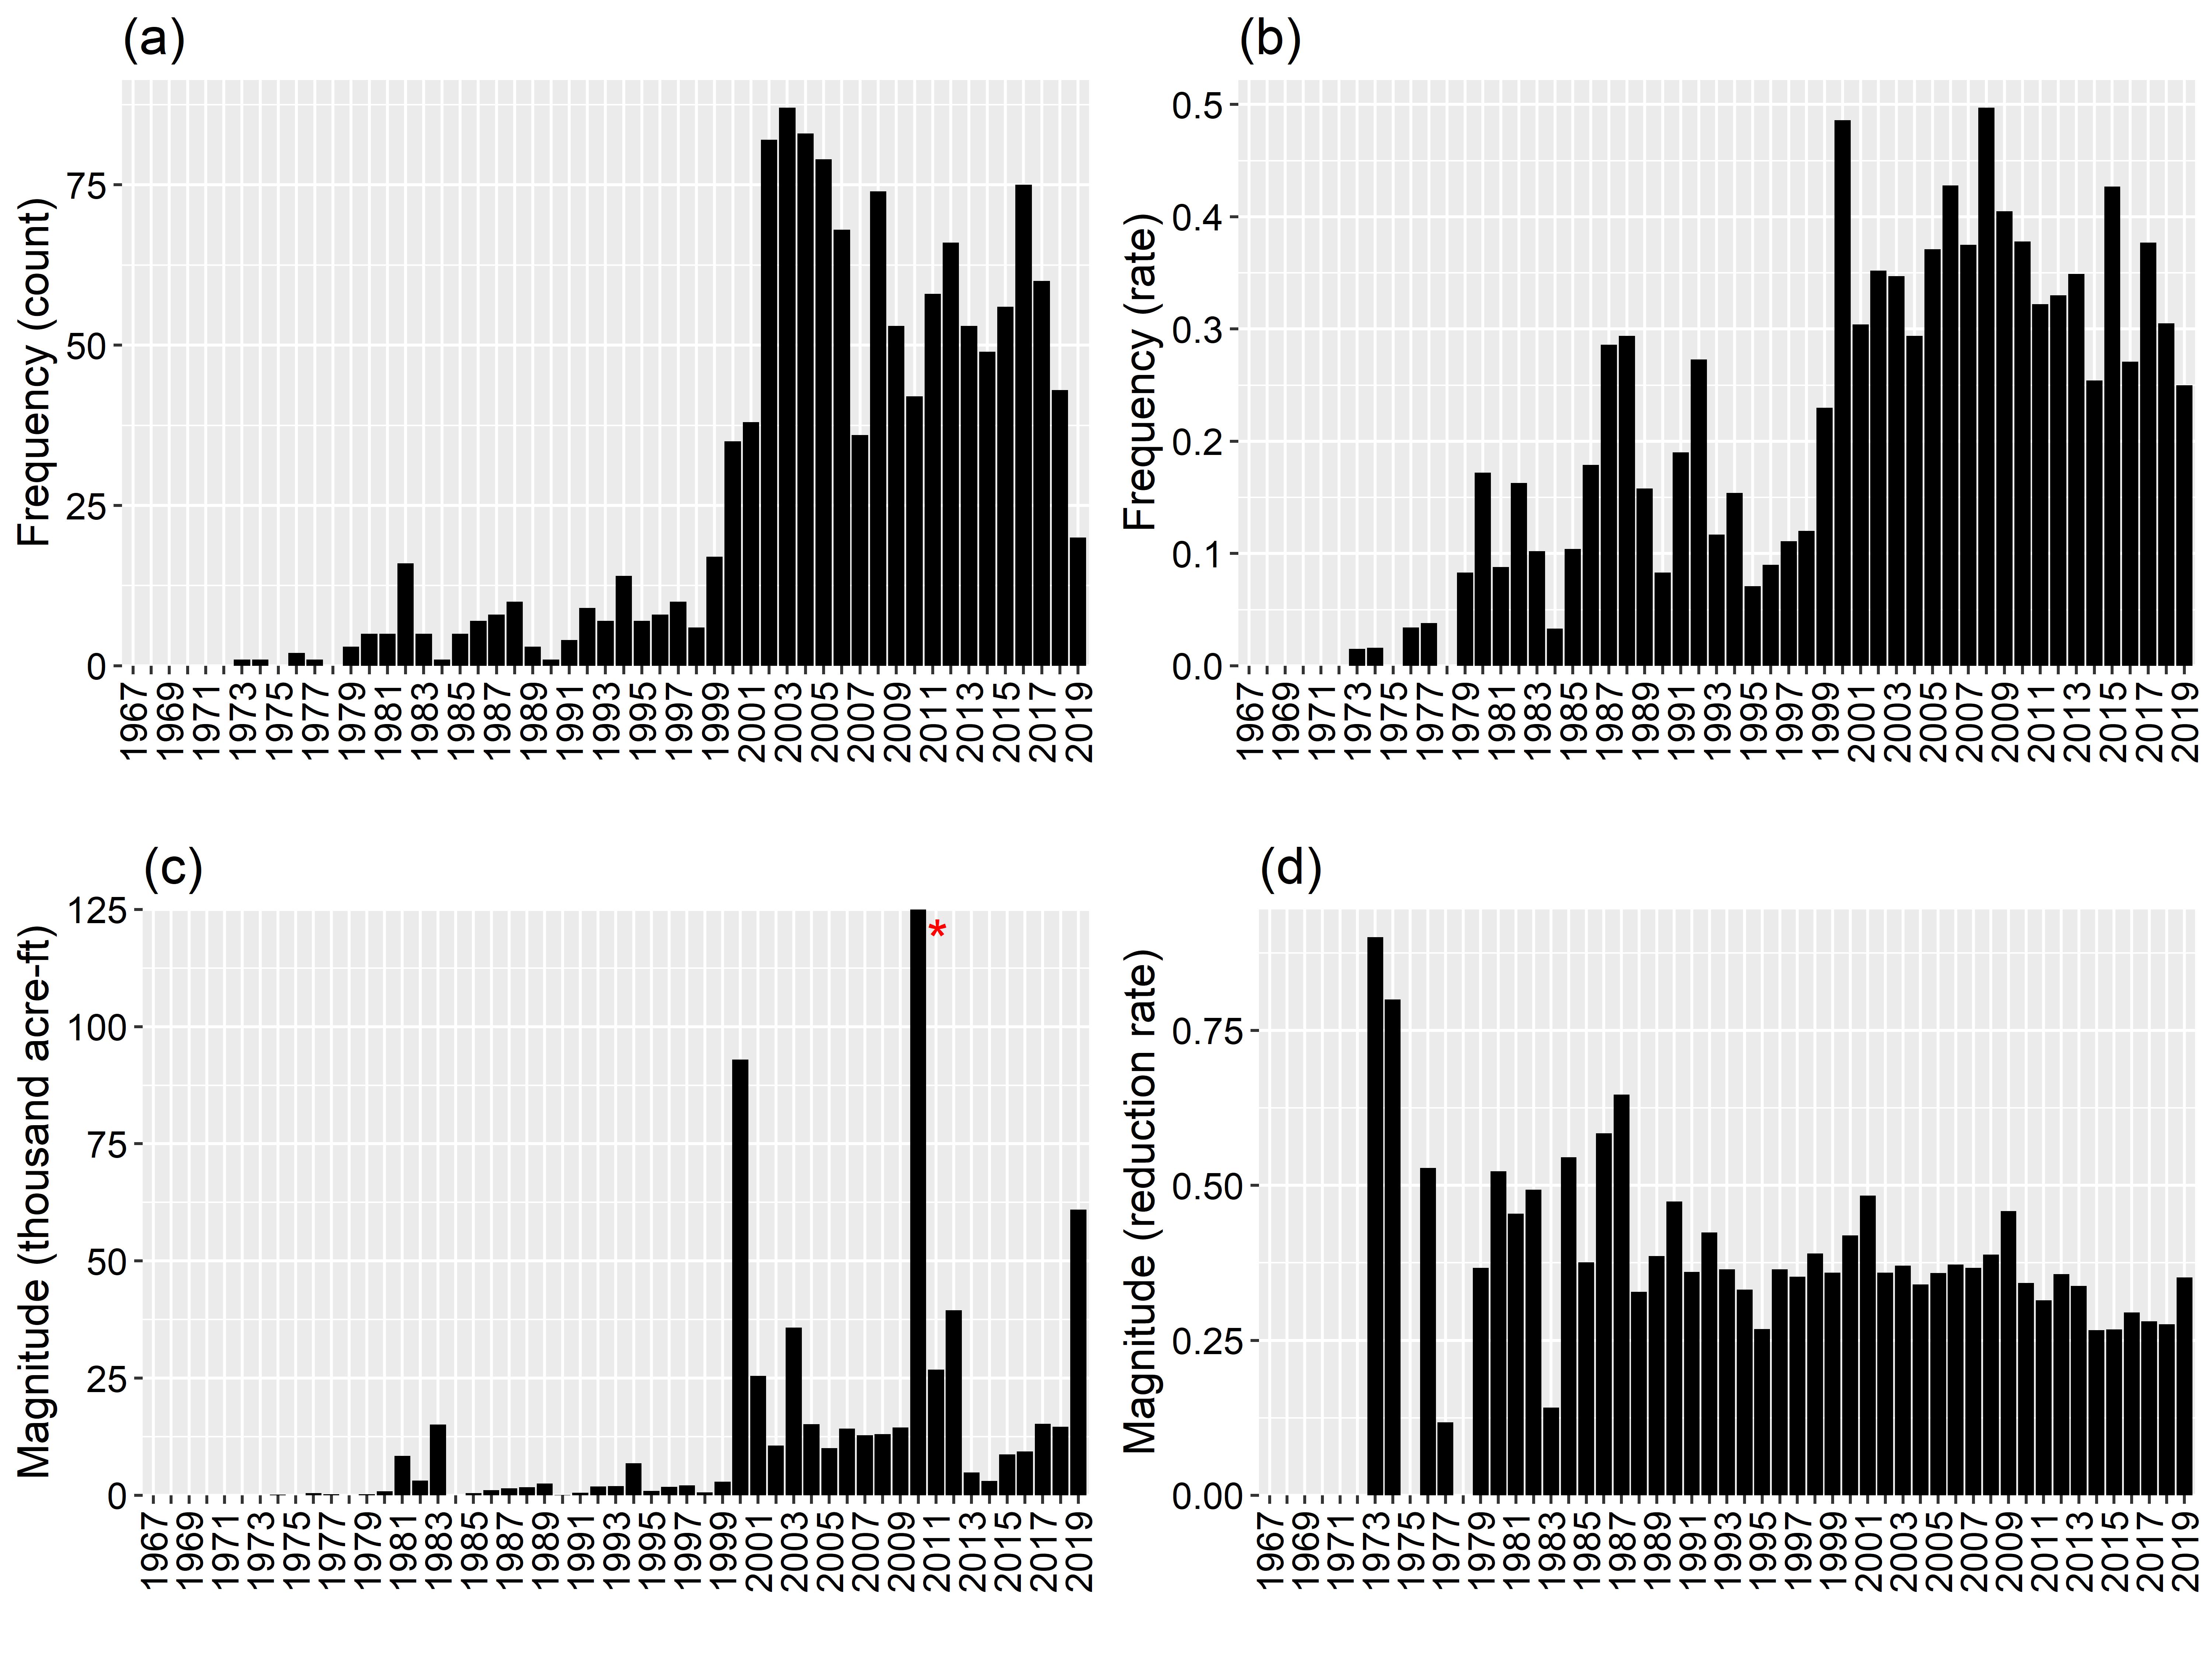 (a)
Frequency (count)
75
50
25
0
1967 1969 1971 1973 1975 1977 1979 1981 1983 1985 1987 1989 1991 1993 1995 1997 1999 2001 2003 2005 2007 2009 2011 2013 2015 2017 2019
(b)
Frequency (rate)
0.5
0.4
0.3
0.2
0.1
0.0
1967 1969 1971 1973 1975 1977 1979 1981 1983 1985 1987 1989 1991 1993 1995 1997 1999 2001 2003 2005 2007 2009 2011 2013 2015 2017 2019
(c)
Magnitude (thousand acre-ft)
125
100
75
50
25
0
*
1967 1969 1971 1973 1975 1977 1979 1981 1983 1985 1987 1989 1991 1993 1995 1997 1999 2001 2003 2005 2007 2009 2011 2013 2015 2017 2019
(d)
Magnitude (reduction rate)
0.75
0.50
0.25
0.00
1967 1969 1971 1973 1975 1977 1979 1981 1983 1985 1987 1989 1991 1993 1995 1997 1999 2001 2003 2005 2007 2009 2011 2013 2015 2017 2019